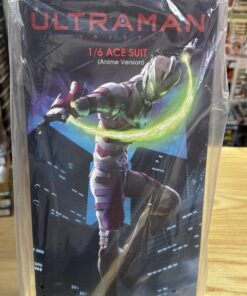 ULTRAMAN
1/6 ACE SUIT
(Anime Version)